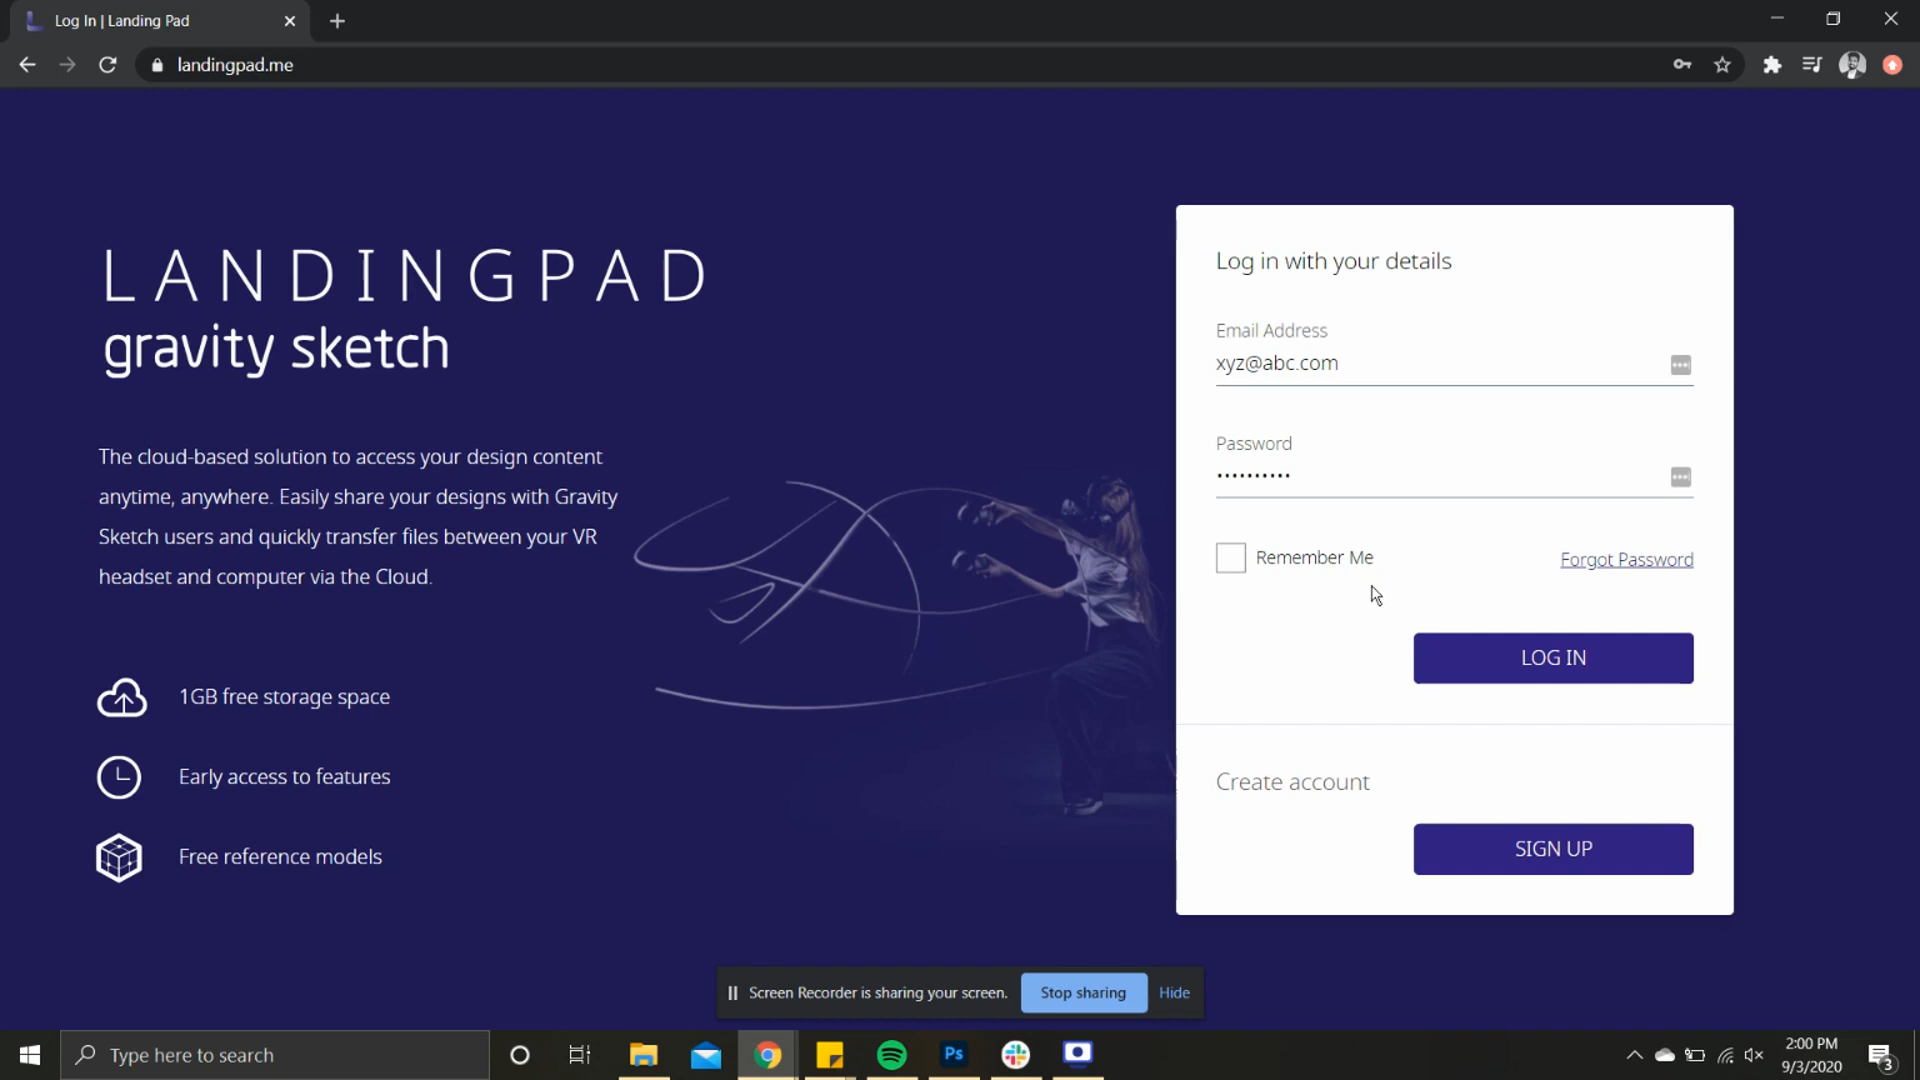 Log In | Landing Pad
landingpad.me
LANDINGPAD
gravity sketch
The cloud-based solution to access your design content
anytime, anywhere. Easily share your designs with Gravity
Sketch users and quickly transfer files between your VR
headset and computer via the Cloud.
1GB free storage space
Early access to features
Free reference models
Log in with your details
Email Address
xyz@abc.com
Password
••••••••••
Remember Me
Forgot Password
LOG IN
Create account
SIGN UP
Screen Recorder is sharing your screen.
Stop sharing
Hide
Type here to search
Ps
2:00 PM
9/3/2020
3